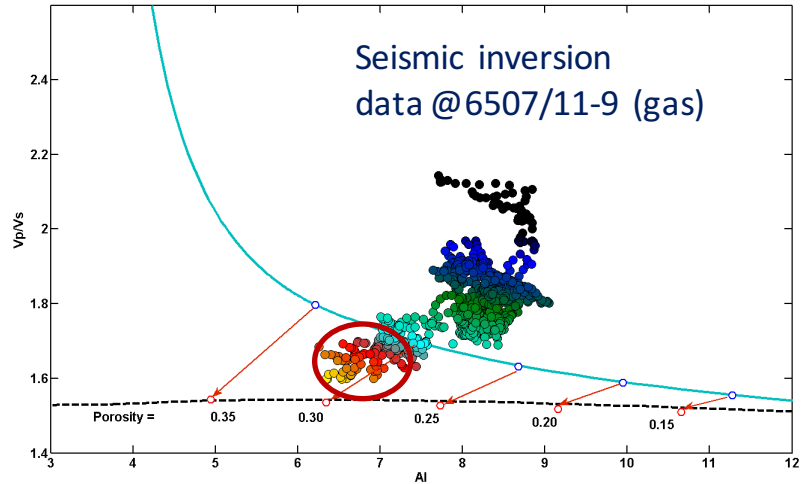 Seismic inversion
data @6507/11-9 (gas)
2.4
2.2
2
1.8
1.6
1.4
Vp/Vs
Porosity = 0.35 0.30 0.25 0.20 0.15
3 4 5 6 7 8 9 10 11 12
AI